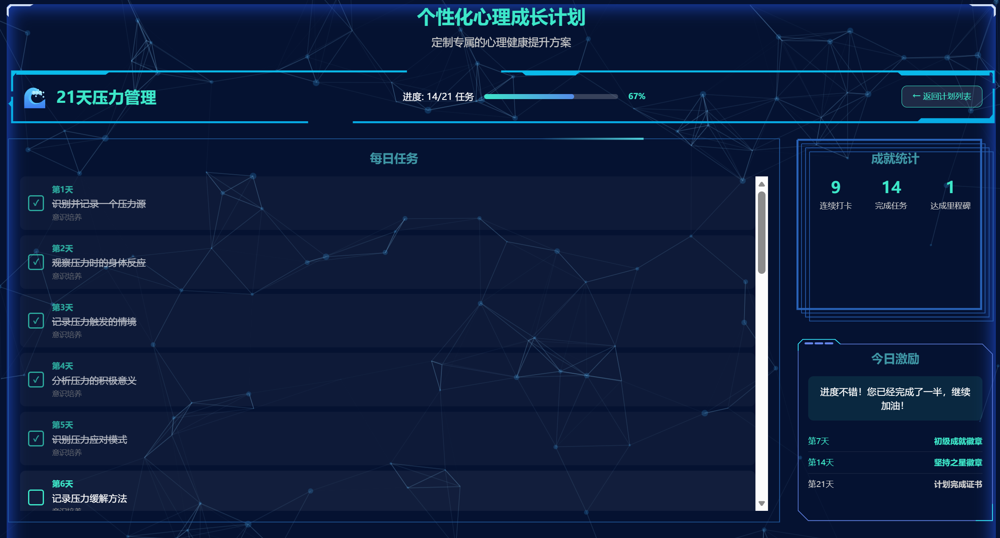 个性化心理成长计划
定制专属的心理健康提升方案
21天压力管理
进度: 14/21 任务
67%
← 返回计划列表
每日任务
第1天
✓
识别并记录一个压力源
意识培养
第2天
✓
观察压力时的身体反应
意识培养
第3天
✓
记录压力触发的情境
意识培养
第4天
✓
分析压力的积极意义
意识培养
第5天
✓
识别压力应对模式
意识培养
第6天
记录压力缓解方法
意识培养
成就统计
9
14
1
连续打卡
完成任务
达成里程碑
今日激励
进度不错！您已经完成了一半，继续
加油！
第7天
初级成就徽章
第14天
坚持之星徽章
第21天
计划完成证书